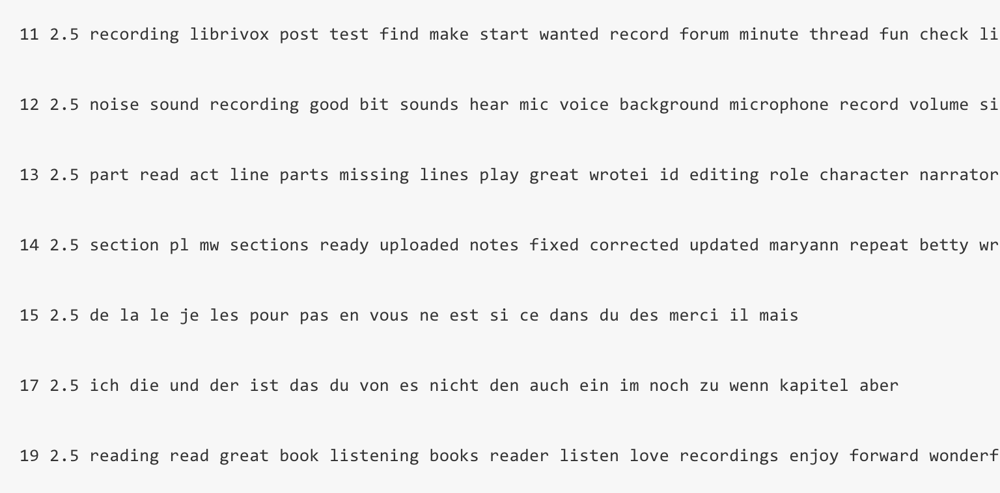 11 2.5 recording librivox post test find make start wanted record forum minute thread fun check li
12 2.5 noise sound recording good bit sounds hear mic voice background microphone record volume si
13 2.5 part read act line parts missing lines play great wrotei id editing role character narrator
14 2.5 section pl mw sections ready uploaded notes fixed corrected updated maryann repeat betty wr
15 2.5 de la le je les pour pas en vous ne est si ce dans du des merci il mais
17 2.5 ich die und der ist das du von es nicht den auch ein im noch zu wenn kapitel aber
19 2.5 reading read great book listening books reader listen love recordings enjoy forward wonderf